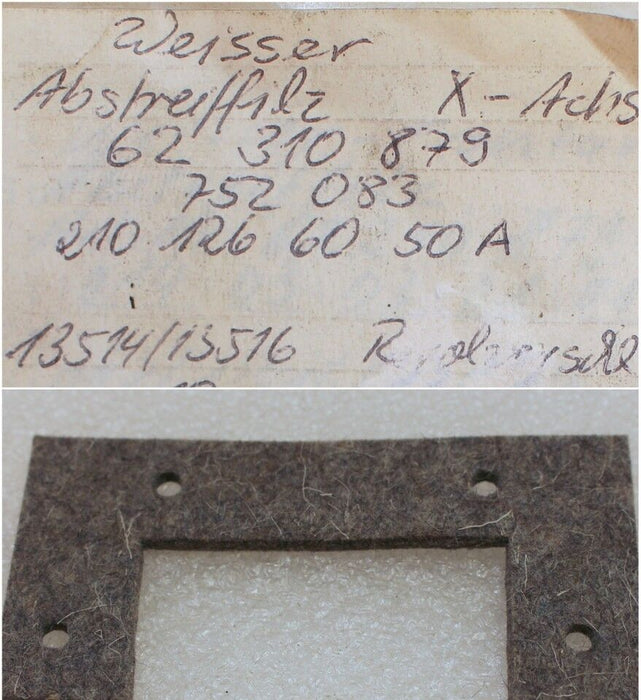 Weisser
Abstreiffilz X-Achs
62 310 879
752 083
210 126 60 50 A
13514/13516